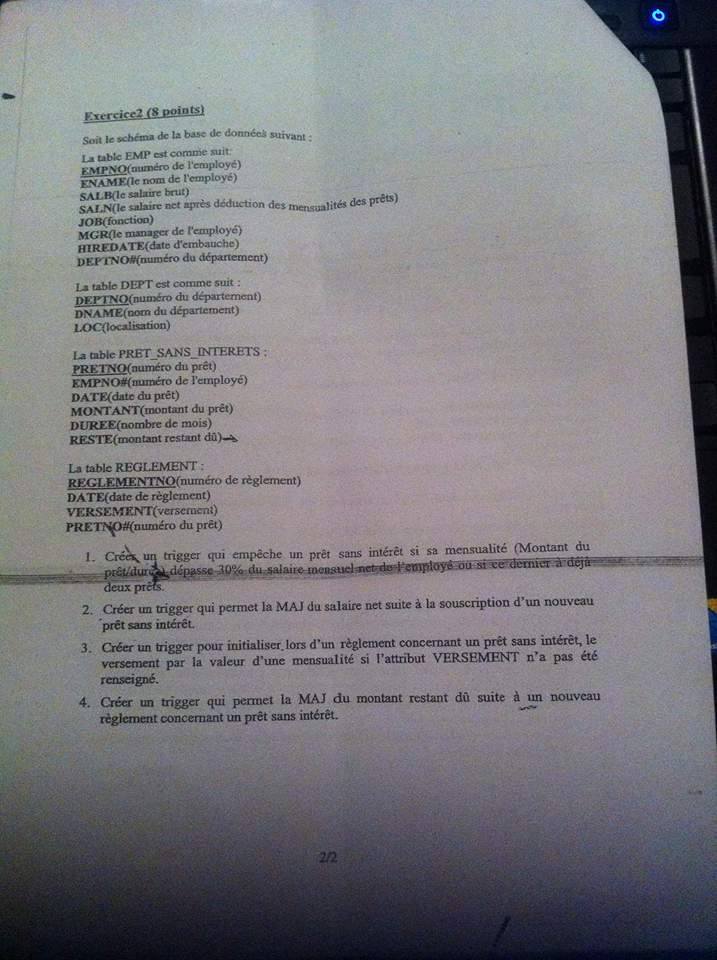 Exercice2 (8 points)
Soit le schéma de la base de données suivant :
La table EMP est comme suit:
EMPNO(numéro de l'employé)
ENAME(le nom de l'employé)
SALB(le salaire brut)
SALN(le salaire net après déduction des mensualités des prêts)
JOB(fonction)
MGR(le manager de l'employé)
HIREDATE(date d'embauche)
DEPTNO#(numéro du département)
La table DEPT est comme suit :
DEPTNO(numéro du département)
DNAME(nom du département)
LOC(localisation)
La table PRET_SANS_INTERETS :
PRETNO(numéro du prêt)
EMPNO#(numéro de l'employé)
DATE(date du prêt)
MONTANT(montant du prêt)
DUREE(nombre de mois)
RESTE(montant restant dû)
La table REGLEMENT :
REGLEMENTNO(numéro de règlement)
DATE(date de règlement)
VERSEMENT(versement)
PRETNO#(numéro du prêt)
1. Créer un trigger qui empêche un prêt sans intérêt si sa mensualité (Montant du
prêt/durée) dépasse 30% du salaire mensuel net de l'employé ou si ce dernier à déjà
deux prêts.
2. Créer un trigger qui permet la MAJ du salaire net suite à la souscription d'un nouveau
prêt sans intérêt.
3. Créer un trigger pour initialiser, lors d'un règlement concernant un prêt sans intérêt, le
versement par la valeur d'une mensualité si l'attribut VERSEMENT n'a pas été
renseigné.
4. Créer un trigger qui permet la MAJ du montant restant dû suite à un nouveau
règlement concernant un prêt sans intérêt.
2/2